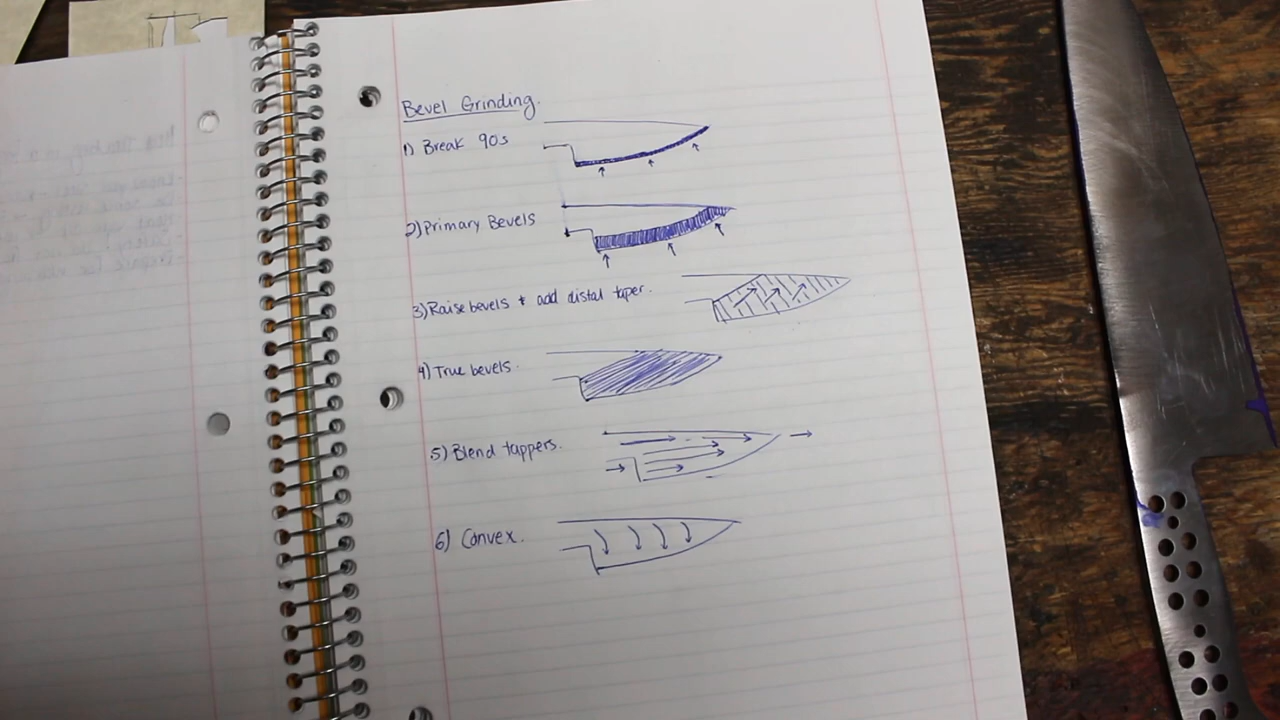 Bevel Grinding.
1) Break 90s
2) Primary Bevels
3) Raise bevels + add distal taper.
4) True bevels.
5) Blend tappers.
6) Convex.